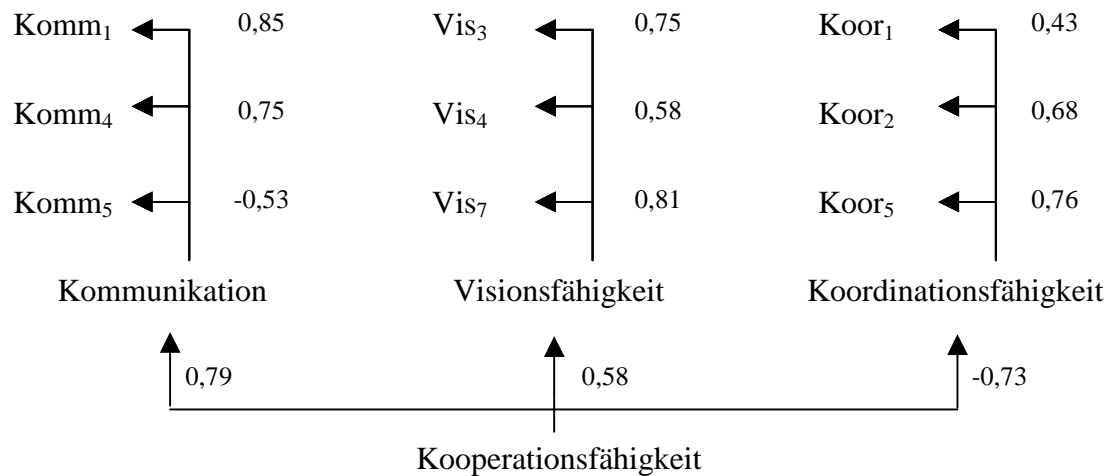 Komm₁ 0,85 Vis₃ 0,75 Koor₁ 0,43
Komm₄ 0,75 Vis₄ 0,58 Koor₂ 0,68
Komm₅ -0,53 Vis₇ 0,81 Koor₅ 0,76
Kommunikation Visionsfähigkeit Koordinationsfähigkeit
0,79 0,58 -0,73
Kooperationsfähigkeit